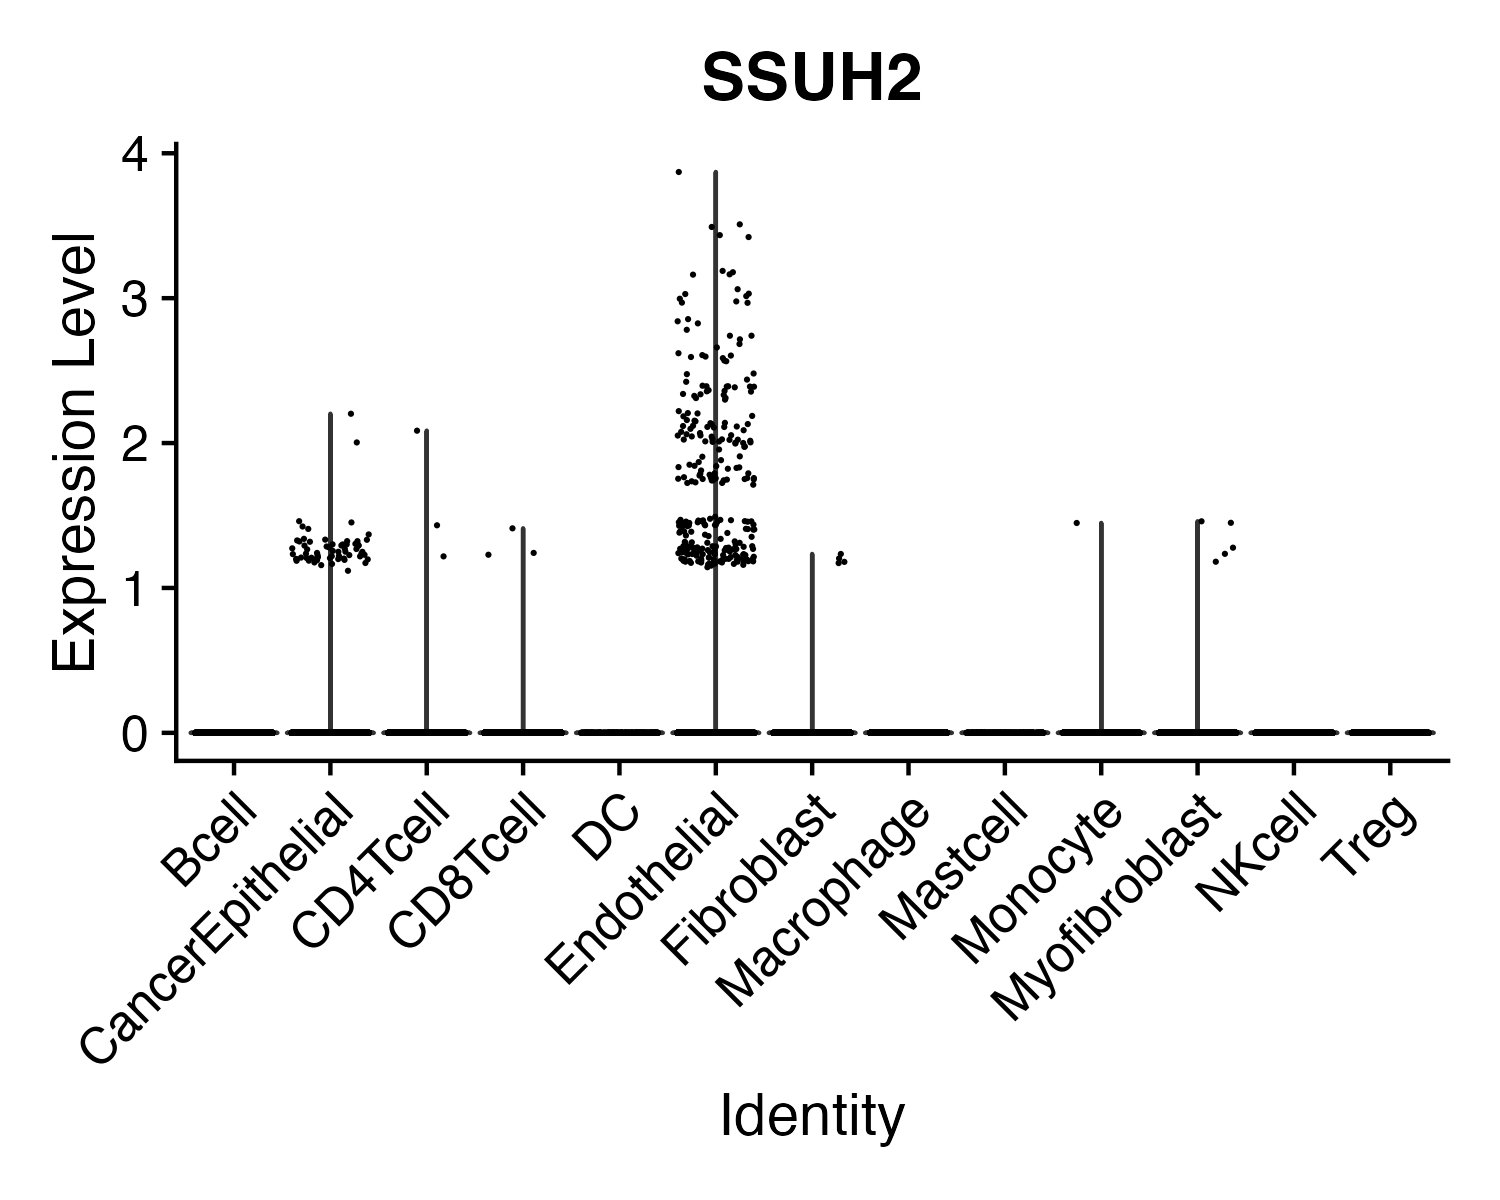 SSUH2
4
3
2
1
0
Expression Level
Bcell
CancerEpithelial
CD4Tcell
CD8Tcell
DC
Endothelial
Fibroblast
Macrophage
Mastcell
Monocyte
Myofibroblast
NKcell
Treg
Identity